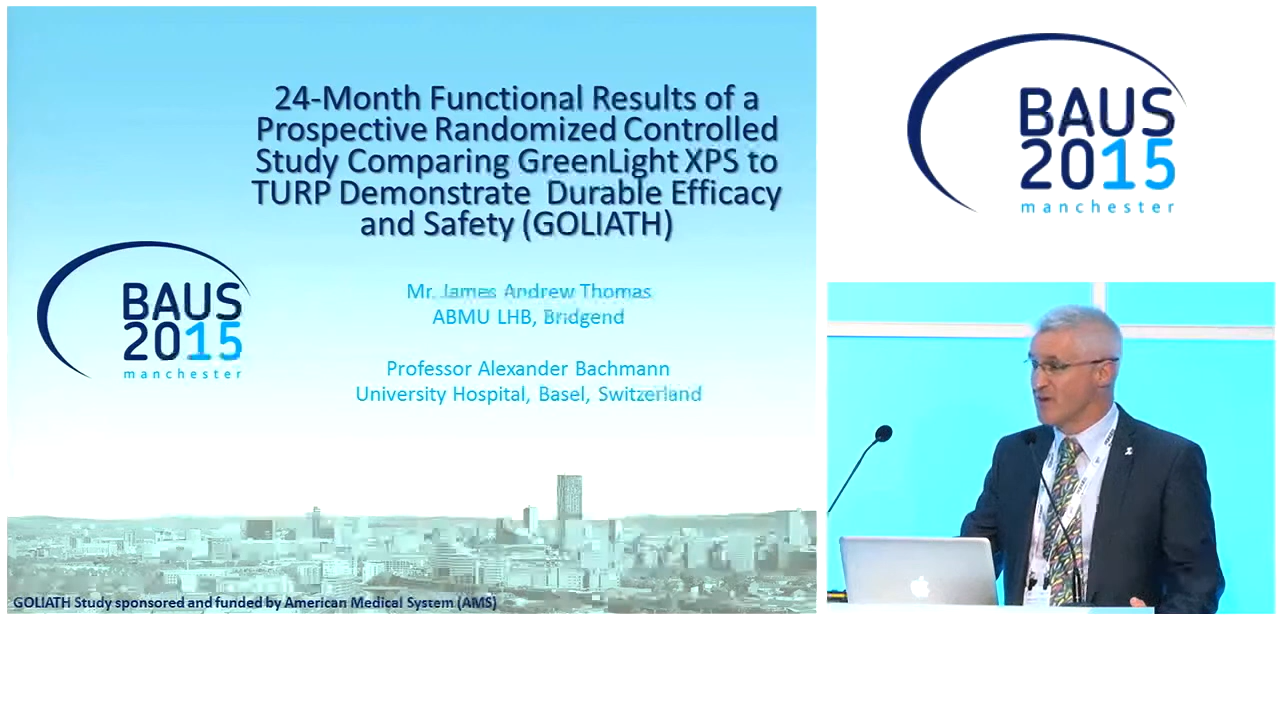 24-Month Functional Results of a
Prospective Randomized Controlled
Study Comparing GreenLight XPS to
TURP Demonstrate Durable Efficacy
and Safety (GOLIATH)
Mr. James Andrew Thomas
ABMU LHB, Bridgend
Professor Alexander Bachmann
University Hospital, Basel, Switzerland
BAUS
2015
manchester
GOLIATH Study sponsored and funded by American Medical System (AMS)
BAUS
2015
manchester